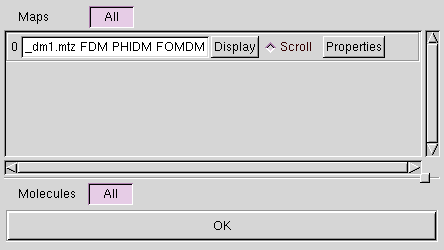 Maps All
0 _dm1.mtz FDM PHIDM FOMDM Display Scroll Properties
Molecules All
OK